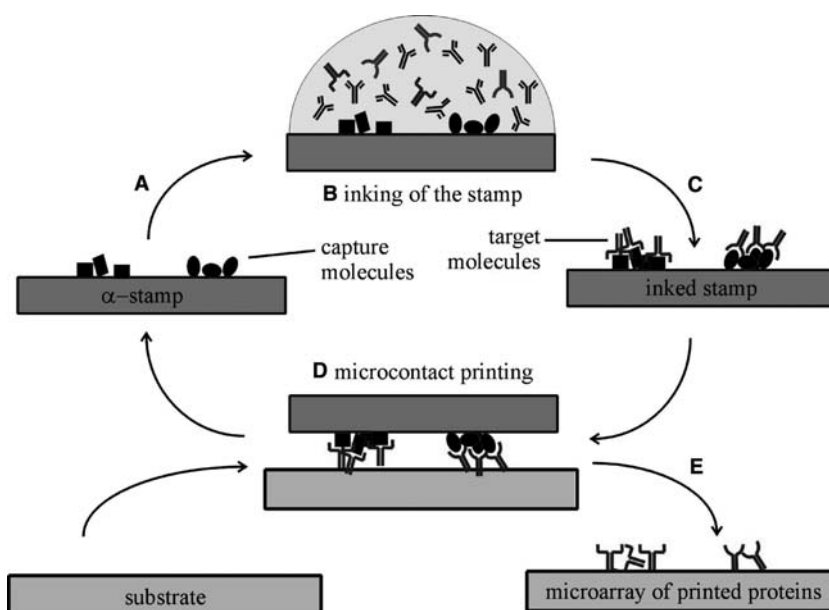 A
B inking of the stamp
C
capture
molecules
target
molecules
α–stamp
inked stamp
D microcontact printing
E
substrate
microarray of printed proteins